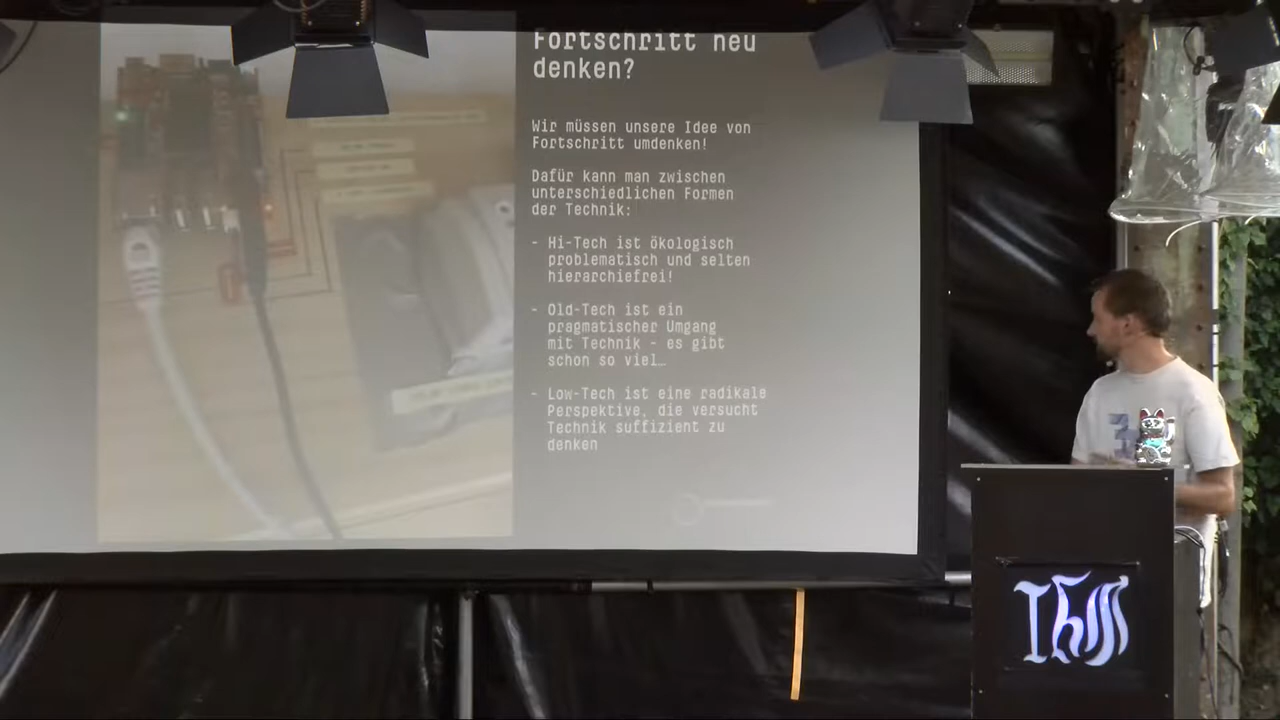 Fortschritt neu
denken?
Wir müssen unsere Idee von
Fortschritt umdenken!
Dafür kann man zwischen
unterschiedlichen Formen
der Technik:
- Hi-Tech ist ökologisch
problematisch und selten
hierarchiefrei!
- Old-Tech ist ein
pragmatischer Umgang
mit Technik - es gibt
schon so viel…
- Low-Tech ist eine radikale
Perspektive, die versucht
Technik suffizient zu
denken